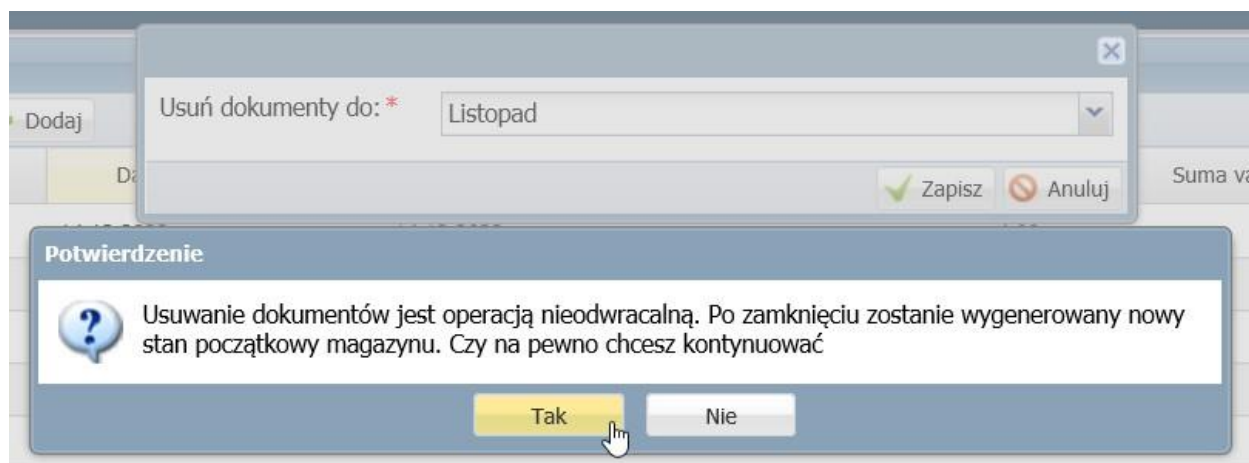 Usuń dokumenty do: * Listopad
Dodaj
Zapisz Anuluj
Suma
Potwierdzenie
Usuwanie dokumentów jest operacją nieodwracalną. Po zamknięciu zostanie wygenerowany nowy
stan początkowy magazynu. Czy na pewno chcesz kontynuować
Tak Nie